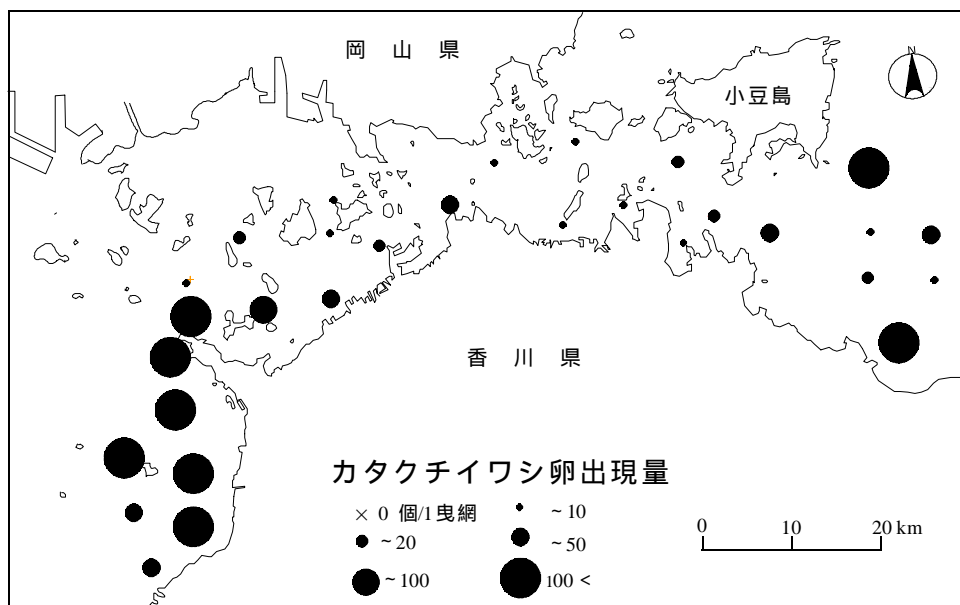 岡 山 県
N
小豆島
香 川 県
カタクチイワシ卵出現量
× 0 個/1曳網
~10
~20
~50
~100
100 <
0 10 20 km